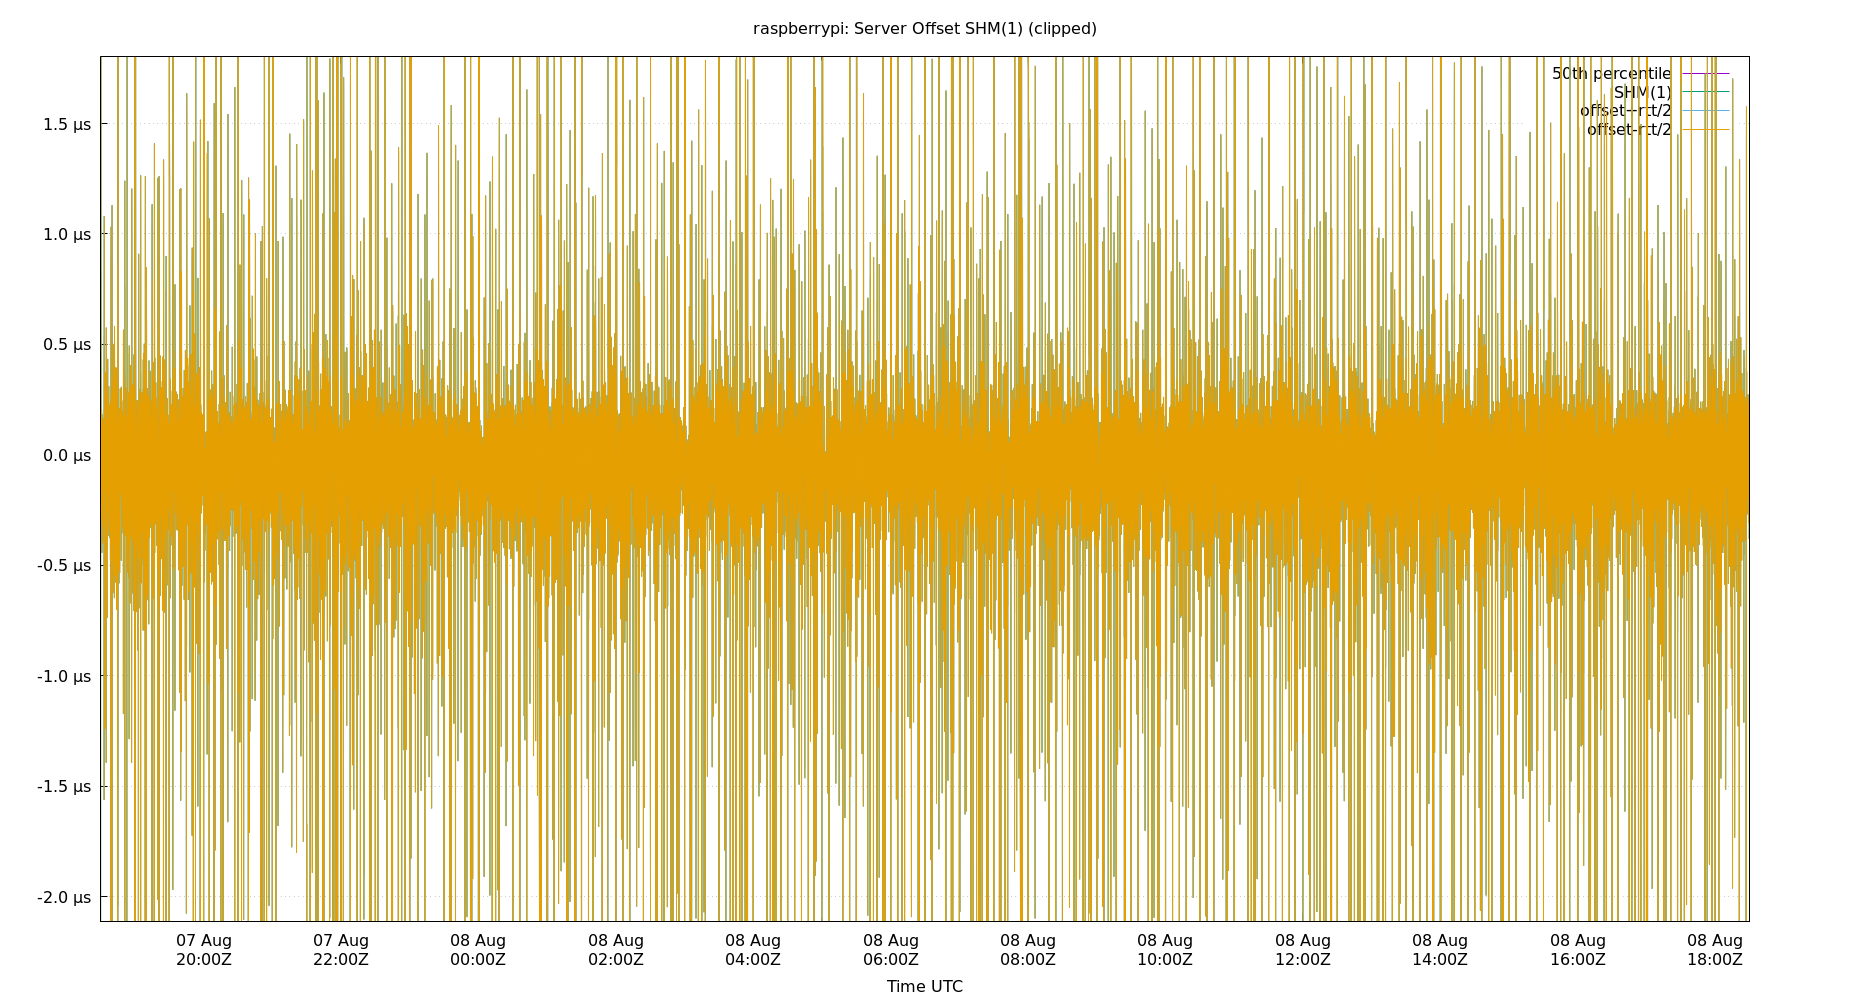 raspberrypi: Server Offset SHM(1) (clipped)
50th percentile
SHM(1)
offset+rtt/2
offset-rtt/2
1.5 µs
1.0 µs
0.5 µs
0.0 µs
-0.5 µs
-1.0 µs
-1.5 µs
-2.0 µs
07 Aug 07 Aug 08 Aug 08 Aug 08 Aug 08 Aug 08 Aug 08 Aug 08 Aug 08 Aug 08 Aug 08 Aug
20:00Z 22:00Z 00:00Z 02:00Z 04:00Z 06:00Z 08:00Z 10:00Z 12:00Z 14:00Z 16:00Z 18:00Z
Time UTC